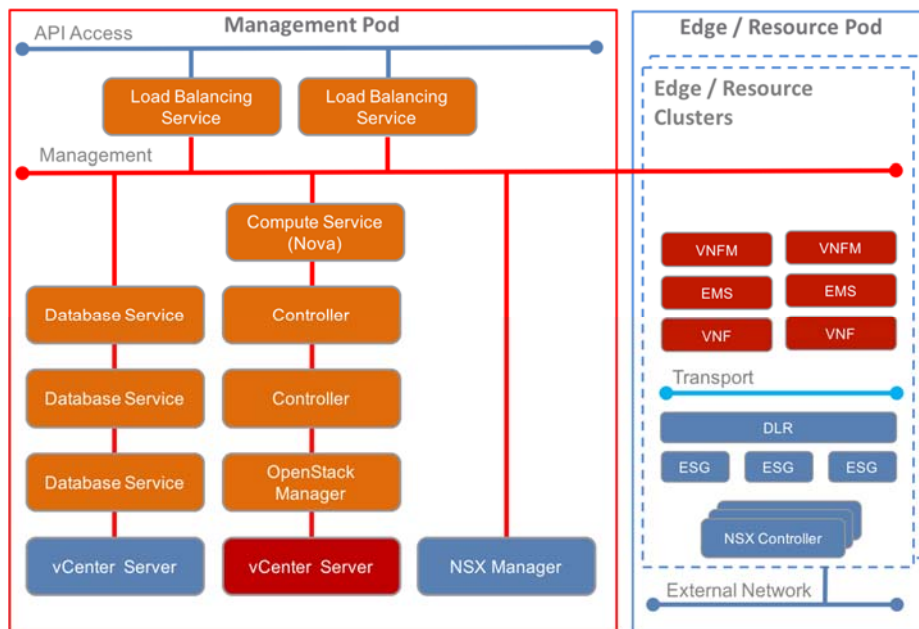 Management Pod
API Access
Load Balancing
Service
Load Balancing
Service
Management
Compute Service
(Nova)
Database Service
Controller
Database Service
Controller
Database Service
OpenStack
Manager
vCenter Server
vCenter Server
NSX Manager
Edge / Resource Pod
Edge / Resource
Clusters
VNFM
VNFM
EMS
EMS
VNF
VNF
Transport
DLR
ESG
ESG
ESG
NSX Controller
External Network